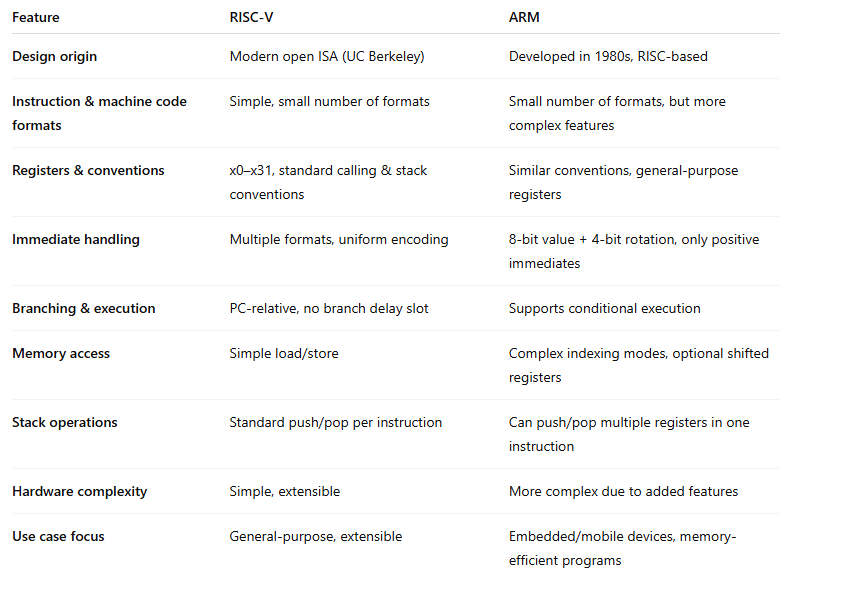 Feature RISC-V ARM
Design origin Modern open ISA (UC Berkeley) Developed in 1980s, RISC-based
Instruction & machine code Simple, small number of formats Small number of formats, but more
formats complex features
Registers & conventions x0–x31, standard calling & stack Similar conventions, general-purpose
conventions registers
Immediate handling Multiple formats, uniform encoding 8-bit value + 4-bit rotation, only positive
immediates
Branching & execution PC-relative, no branch delay slot Supports conditional execution
Memory access Simple load/store Complex indexing modes, optional shifted
registers
Stack operations Standard push/pop per instruction Can push/pop multiple registers in one
instruction
Hardware complexity Simple, extensible More complex due to added features
Use case focus General-purpose, extensible Embedded/mobile devices, memory-
efficient programs